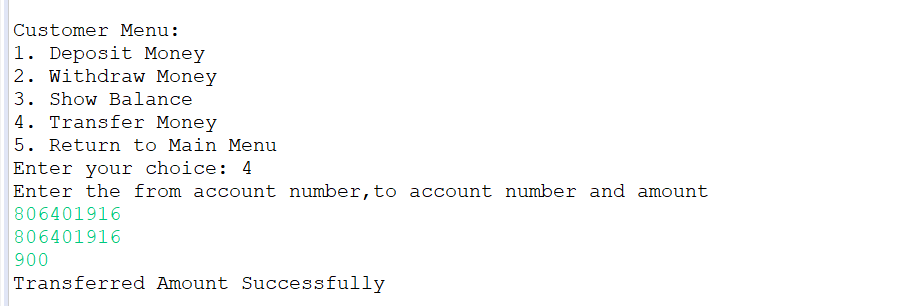 Customer Menu:
1. Deposit Money
2. Withdraw Money
3. Show Balance
4. Transfer Money
5. Return to Main Menu
Enter your choice: 4
Enter the from account number,to account number and amount
806401916
806401916
900
Transferred Amount Successfully